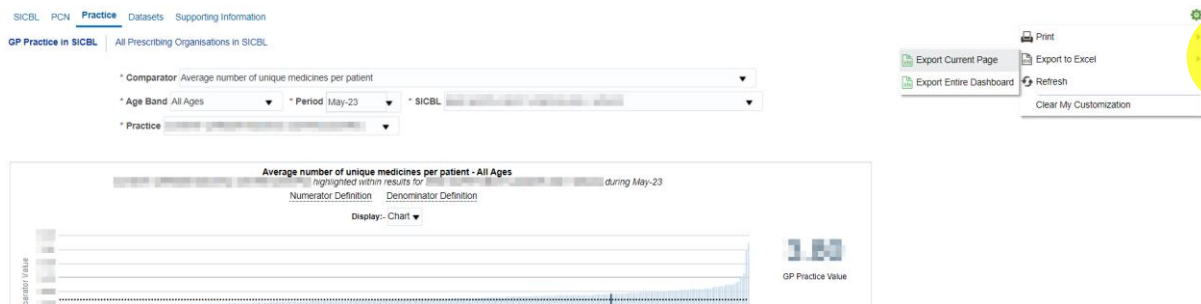 SICBL PCN Practice Datasets Supporting Information
GP Practice in SICBL All Prescribing Organisations in SICBL
Print
Export to Excel
Export Current Page
Export Entire Dashboard
Refresh
Clear My Customization
* Comparator Average number of unique medicines per patient
* Age Band All Ages * Period May-23 * SICBL
* Practice
Average number of unique medicines per patient - All Ages
highlighted within results for during May-23
Numerator Definition Denominator Definition
Display:- Chart
GP Practice Value
Value